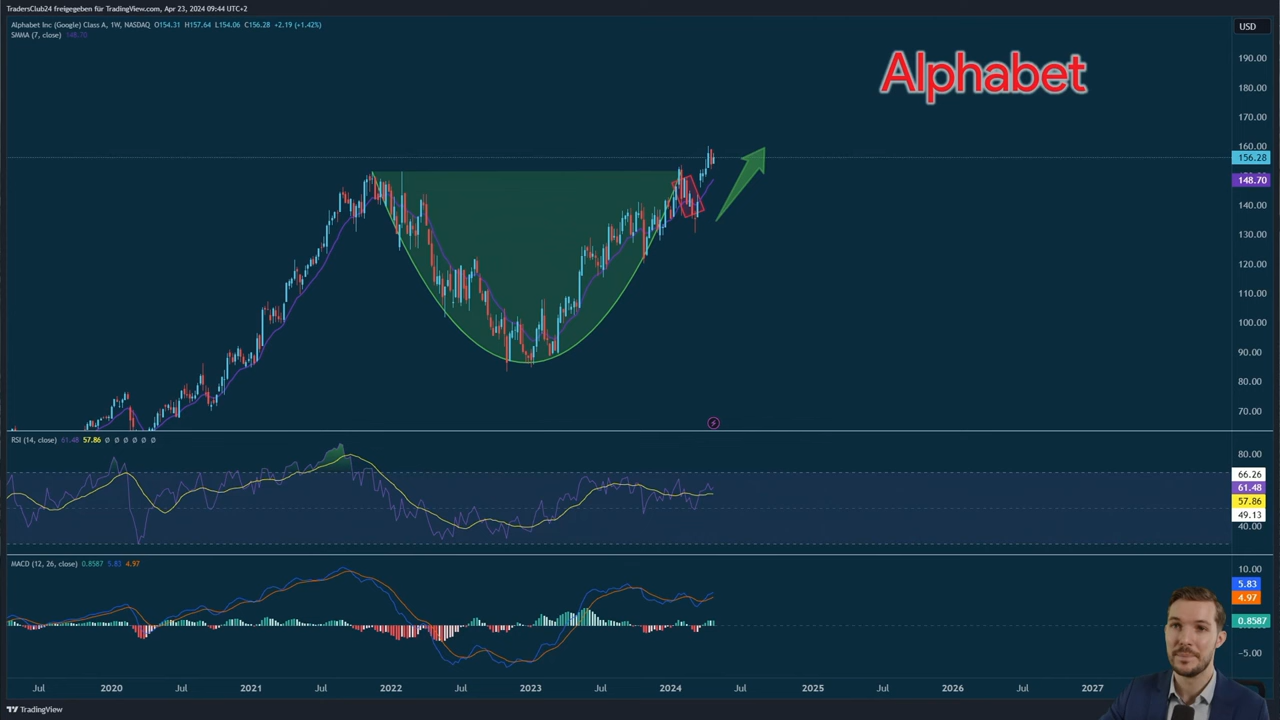 TradersClub24 freigegeben für TradingView.com, Apr 23, 2024 09:44 UTC+2
Alphabet Inc (Google) Class A, 1W, NASDAQ O154.31 H157.64 L154.06 C156.28 +2.19 (+1.42%)
SMMA (7, close) 148.70
USD
Alphabet
190.00
180.00
170.00
160.00
156.28
148.70
140.00
130.00
120.00
110.00
100.00
90.00
80.00
70.00
RSI (14, close) 61.48 57.86 Ø Ø Ø Ø Ø Ø
80.00
66.26
61.48
57.86
49.13
40.00
MACD (12, 26, close) 0.8587 5.83 4.97
10.00
5.83
4.97
0.8587
−5.00
Jul 2020 Jul 2021 Jul 2022 Jul 2023 Jul 2024 Jul 2025 Jul 2026 Jul 2027
TradingView